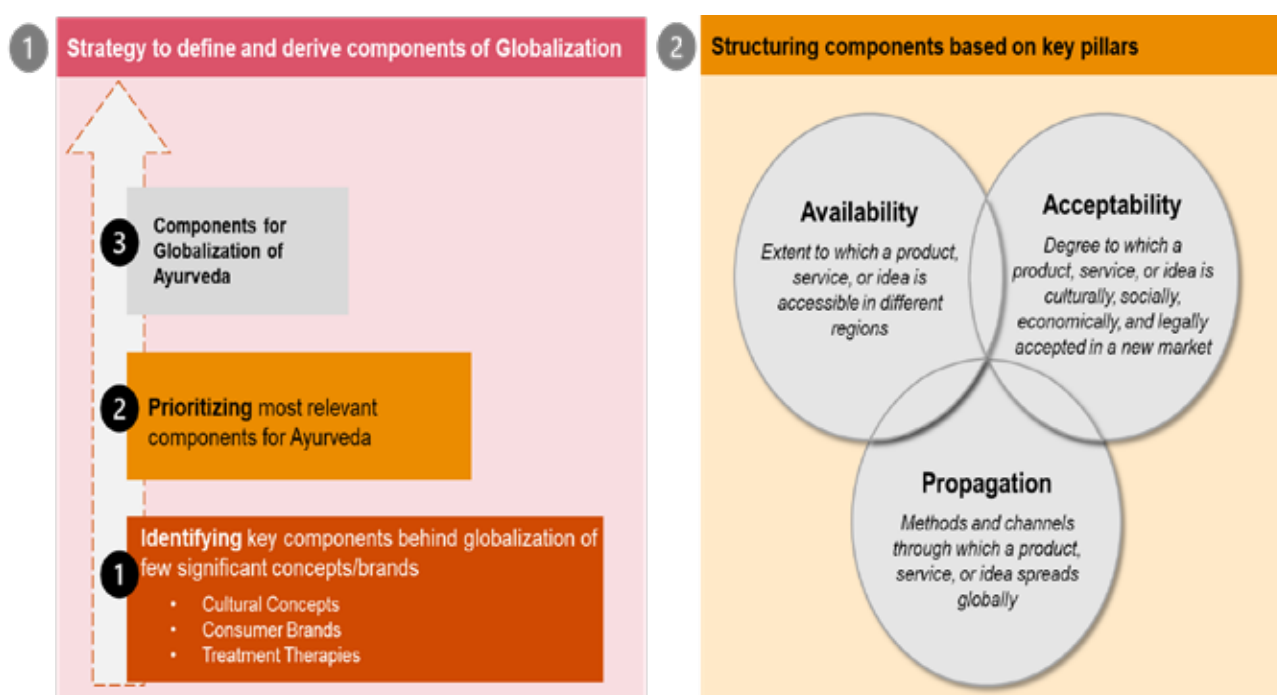 1
Strategy to define and derive components of Globalization
3
Components for
Globalization of
Ayurveda
2
Prioritizing most relevant
components for Ayurveda
1
Identifying key components behind globalization of
few significant concepts/brands
• Cultural Concepts
• Consumer Brands
• Treatment Therapies
2
Structuring components based on key pillars
Availability
Extent to which a product,
service, or idea is
accessible in different
regions
Acceptability
Degree to which a
product, service, or idea is
culturally, socially,
economically, and legally
accepted in a new market
Propagation
Methods and channels
through which a product,
service, or idea spreads
globally